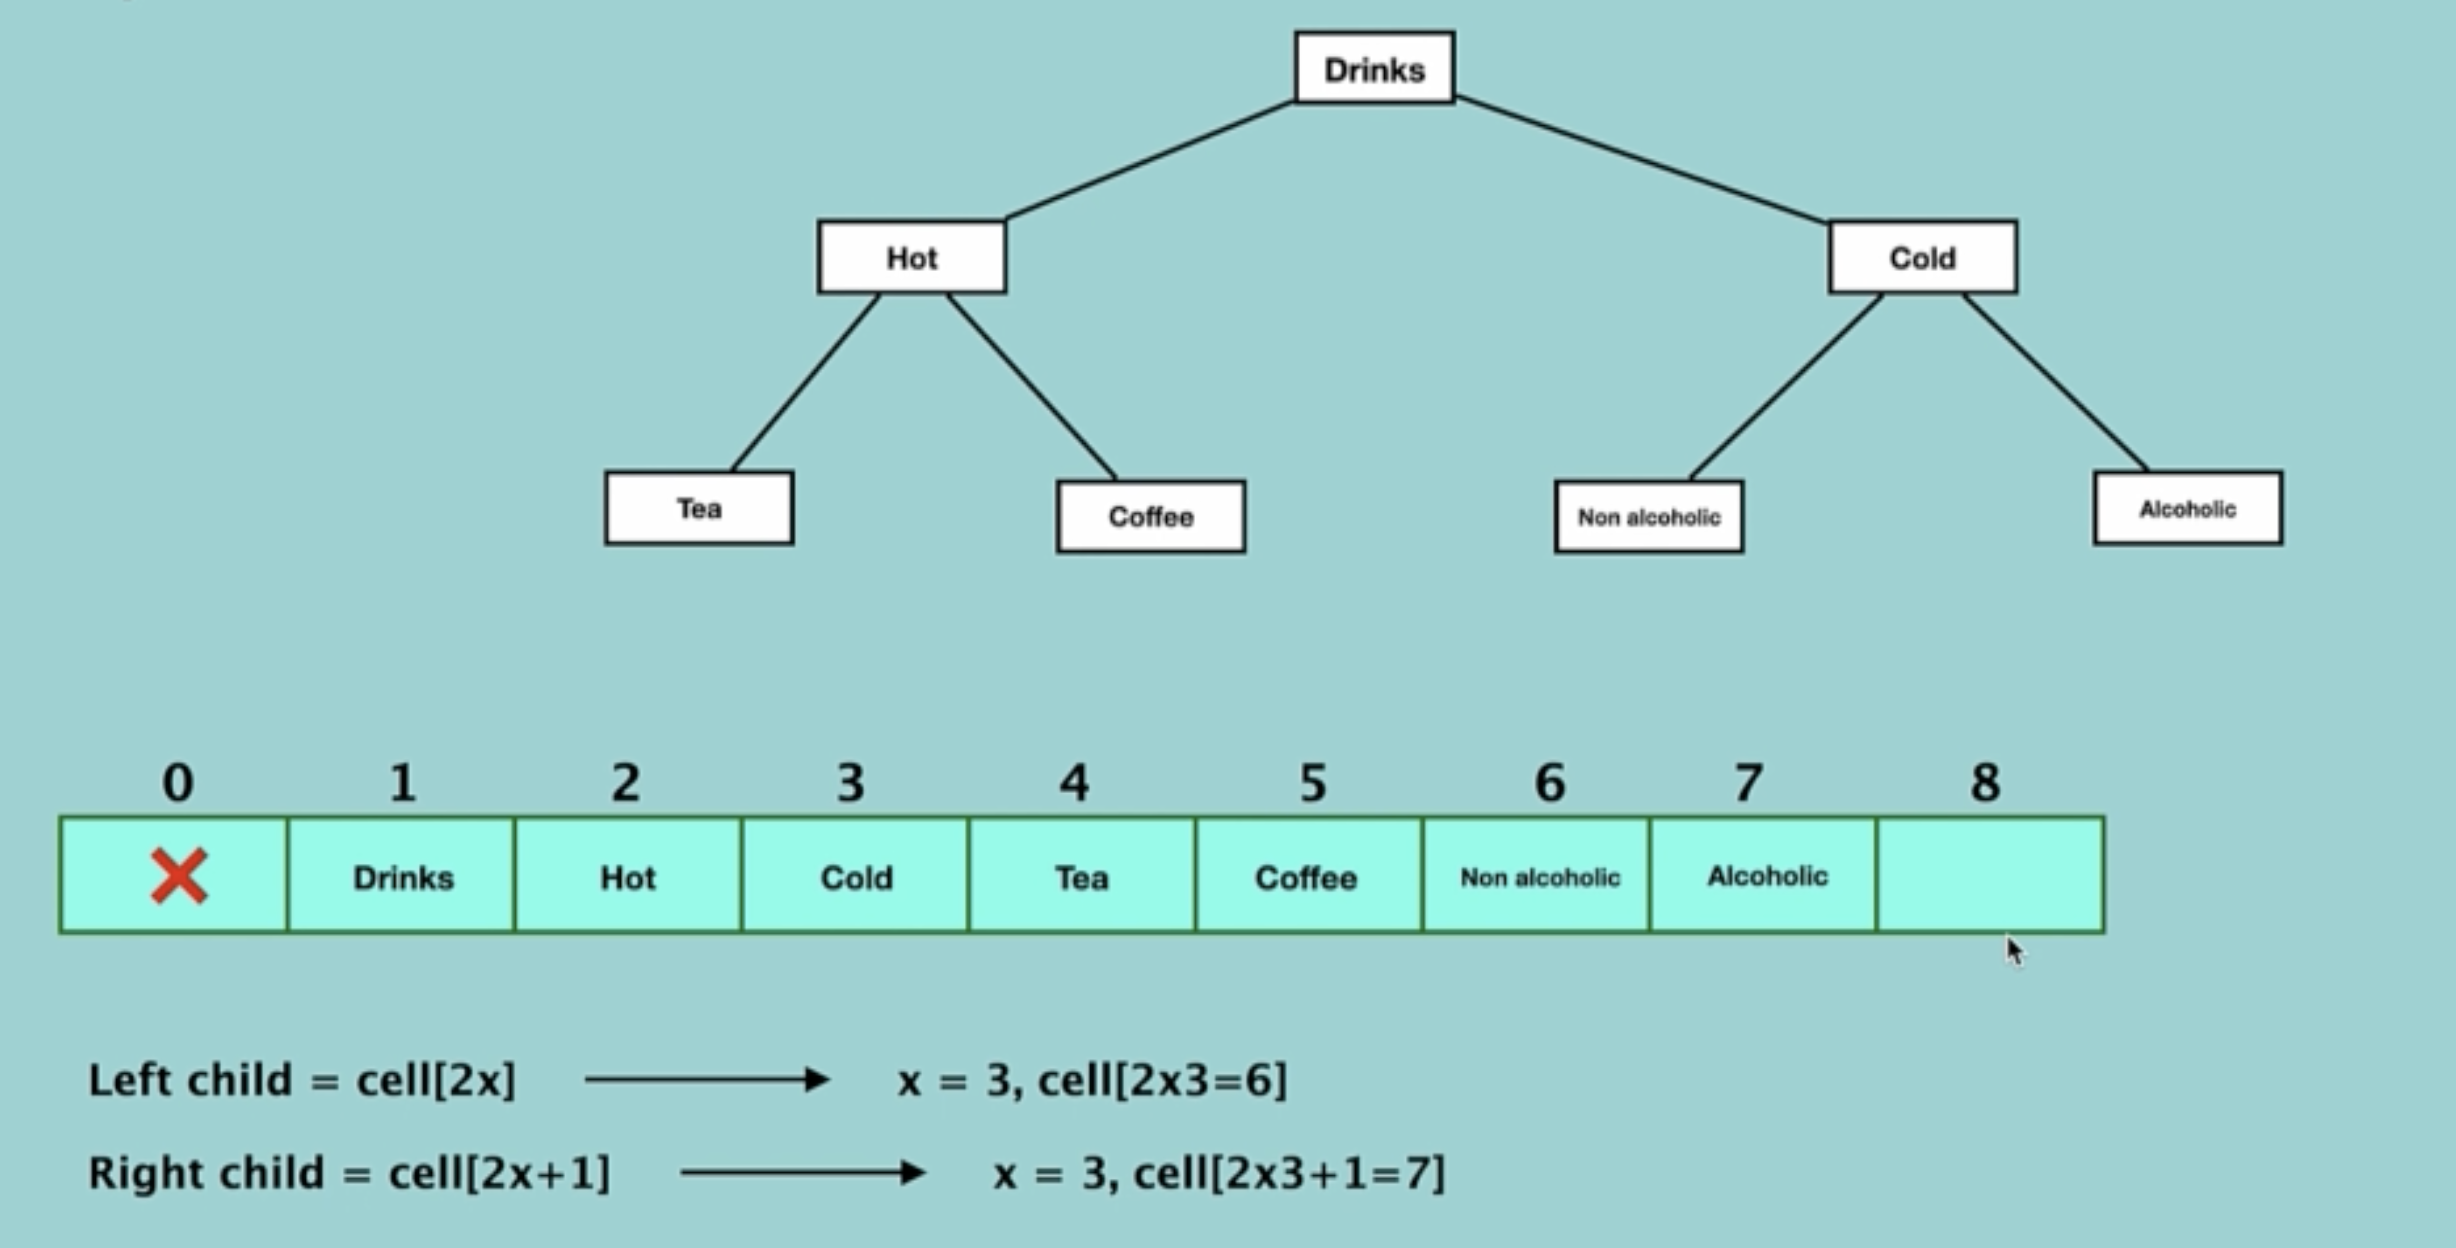 Drinks
Hot
Cold
Tea
Coffee
Non alcoholic
Alcoholic
0 1 2 3 4 5 6 7 8
Drinks Hot Cold Tea Coffee Non alcoholic Alcoholic
Left child = cell[2x] x = 3, cell[2x3=6]
Right child = cell[2x+1] x = 3, cell[2x3+1=7]